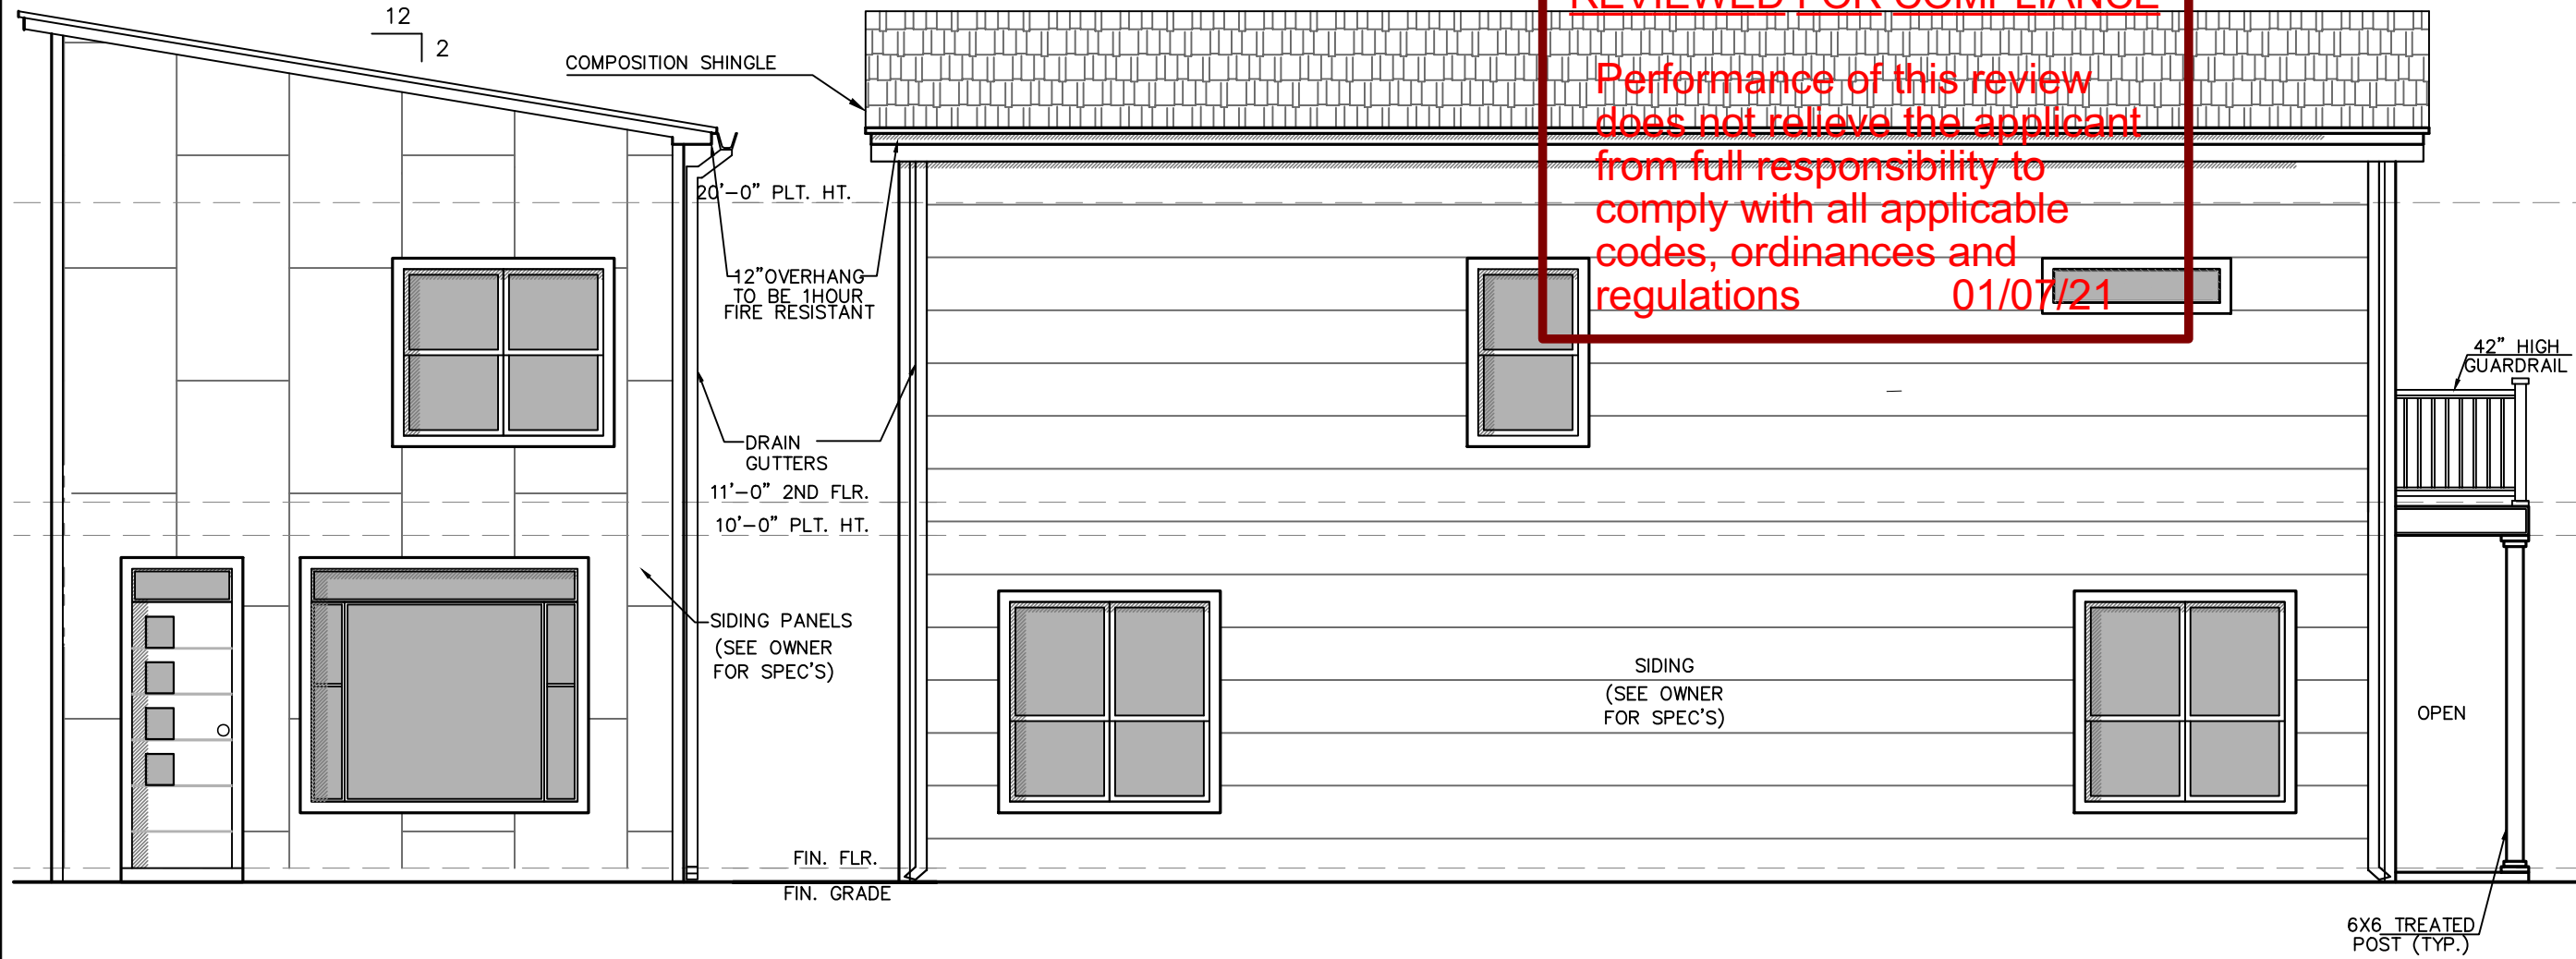 12
2
COMPOSITION SHINGLE
REVIEWED FOR COMPLIANCE
Performance of this review
does not relieve the applicant
from full responsibility to
comply with all applicable
codes, ordinances and
regulations 01/07/21
20'-0" PLT. HT.
12"OVERHANG
TO BE 1HOUR
FIRE RESISTANT
42" HIGH
GUARDRAIL
DRAIN
GUTTERS
11'-0" 2ND FLR.
10'-0" PLT. HT.
SIDING PANELS
(SEE OWNER
FOR SPEC'S)
SIDING
(SEE OWNER
FOR SPEC'S)
OPEN
FIN. FLR.
FIN. GRADE
6X6 TREATED
POST (TYP.)